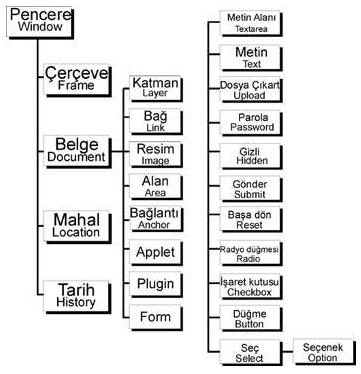 Pencere
Window
Çerçeve
Frame
Belge
Document
Mahal
Location
Tarih
History
Katman
Layer
Bağ
Link
Resim
Image
Alan
Area
Bağlantı
Anchor
Applet
Plugin
Form
Metin Alanı
Textarea
Metin
Text
Dosya Çıkart
Upload
Parola
Password
Gizli
Hidden
Gönder
Submit
Başa dön
Reset
Radyo düğmesi
Radio
İşaret kutusu
Checkbox
Düğme
Button
Seç
Select
Seçenek
Option